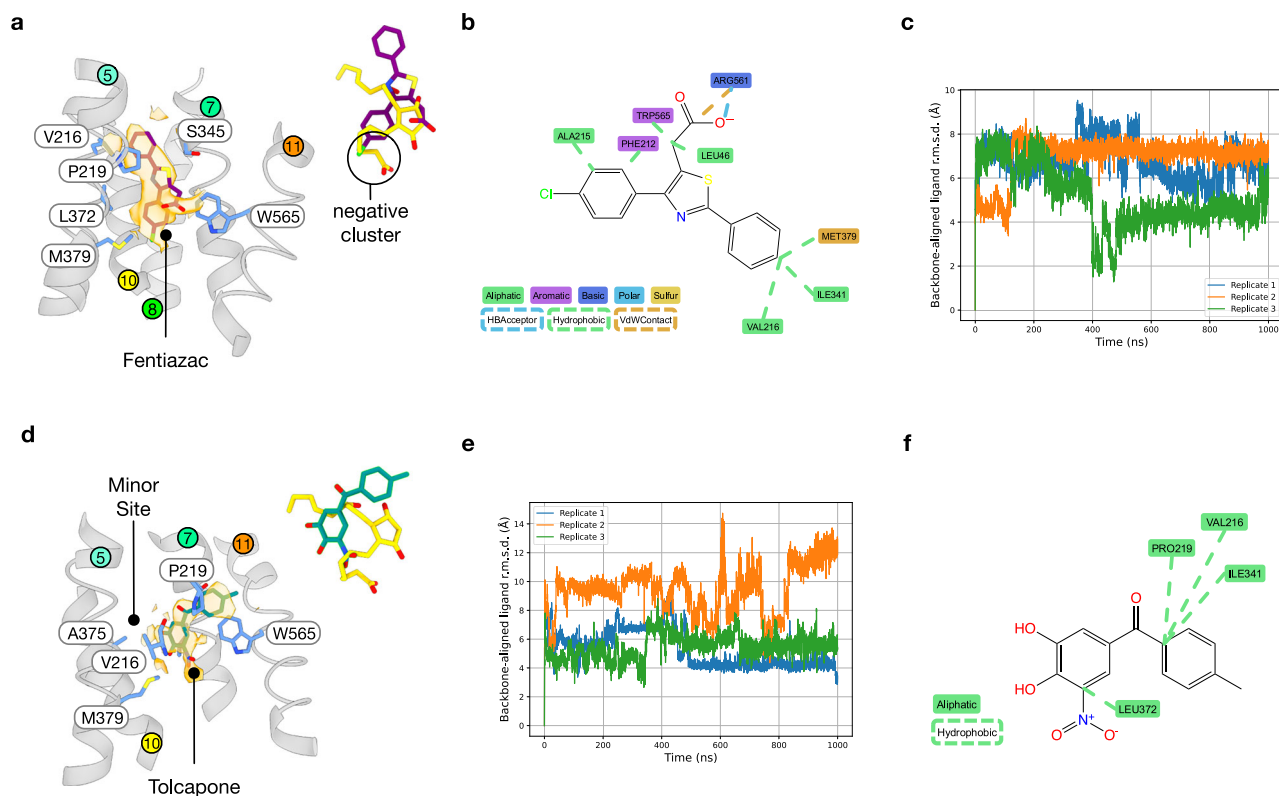 a
5
7
V216
S345
11
P219
L372
W565
M379
10
8
Fentiazac
negative
cluster
b
ARG561
O
TRP565
O−
ALA215
PHE212
LEU46
Cl
S
N
MET379
ILE341
VAL216
Aliphatic Aromatic Basic Polar Sulfur
HBAcceptor Hydrophobic VdWContact
c
Backbone-aligned ligand r.m.s.d. (Å)
10
8
6
4
2
0
Replicate 1
Replicate 2
Replicate 3
0 200 400 600 800 1000
Time (ns)
d
Minor
Site
7
11
5
P219
A375
W565
V216
M379
10
Tolcapone
e
Backbone-aligned ligand r.m.s.d. (Å)
Replicate 1
Replicate 2
Replicate 3
14
12
10
8
6
4
2
0
0 200 400 600 800 1000
Time (ns)
f
VAL216
PRO219
ILE341
O
HO
HO
LEU372
N+
O
O-
Aliphatic
Hydrophobic